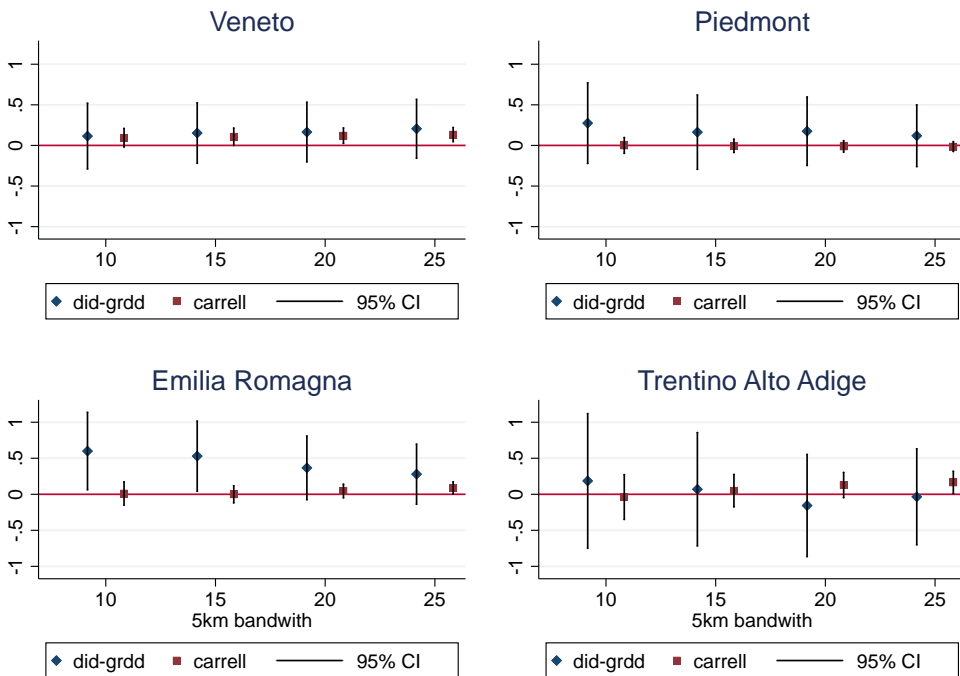 Veneto
1
.5
0
-.5
-1
10 15 20 25
did-grdd carrell 95% CI
Piedmont
1
.5
0
-.5
-1
10 15 20 25
did-grdd carrell 95% CI
Emilia Romagna
1
.5
0
-.5
-1
10 15 20 25
5km bandwith
did-grdd carrell 95% CI
Trentino Alto Adige
1
.5
0
-.5
-1
10 15 20 25
5km bandwith
did-grdd carrell 95% CI